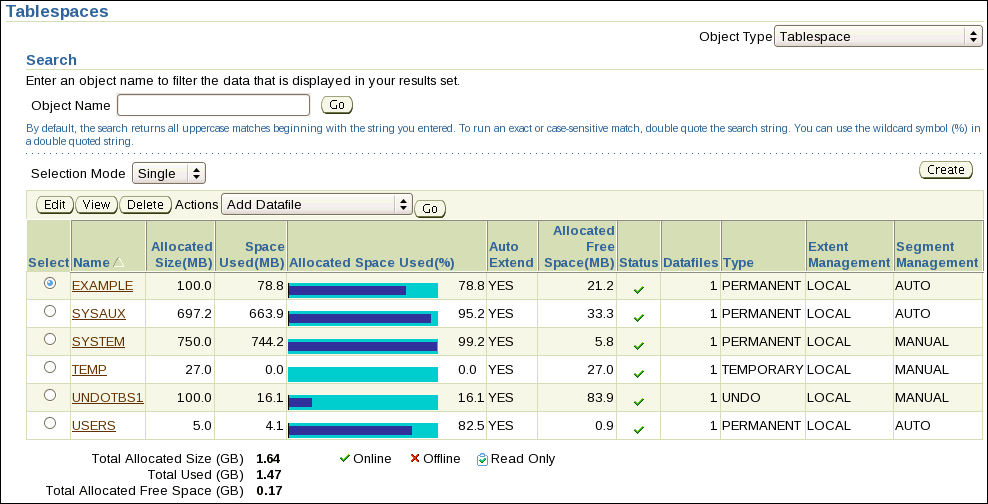 Tablespaces
Object Type Tablespace
Search
Enter an object name to filter the data that is displayed in your results set.
Object Name Go
By default, the search returns all uppercase matches beginning with the string you entered. To run an exact or case-sensitive match, double quote the search string. You can use the wildcard symbol (%) in
a double quoted string.
Selection Mode Single Create
Edit View Delete Actions Add Datafile Go
Select Name Allocated Size(MB) Space Used(MB) Allocated Space Used(%) Auto Extend Allocated Free Space(MB) Status Datafiles Type Extent Management Segment Management
EXAMPLE 100.0 78.8 78.8 YES 21.2 1 PERMANENT LOCAL AUTO
SYSAUX 697.2 663.9 95.2 YES 33.3 1 PERMANENT LOCAL AUTO
SYSTEM 750.0 744.2 99.2 YES 5.8 1 PERMANENT LOCAL MANUAL
TEMP 27.0 0.0 0.0 YES 27.0 1 TEMPORARY LOCAL MANUAL
UNDOTBS1 100.0 16.1 16.1 YES 83.9 1 UNDO LOCAL MANUAL
USERS 5.0 4.1 82.5 YES 0.9 1 PERMANENT LOCAL AUTO
Total Allocated Size (GB) 1.64 Online Offline Read Only
Total Used (GB) 1.47
Total Allocated Free Space (GB) 0.17